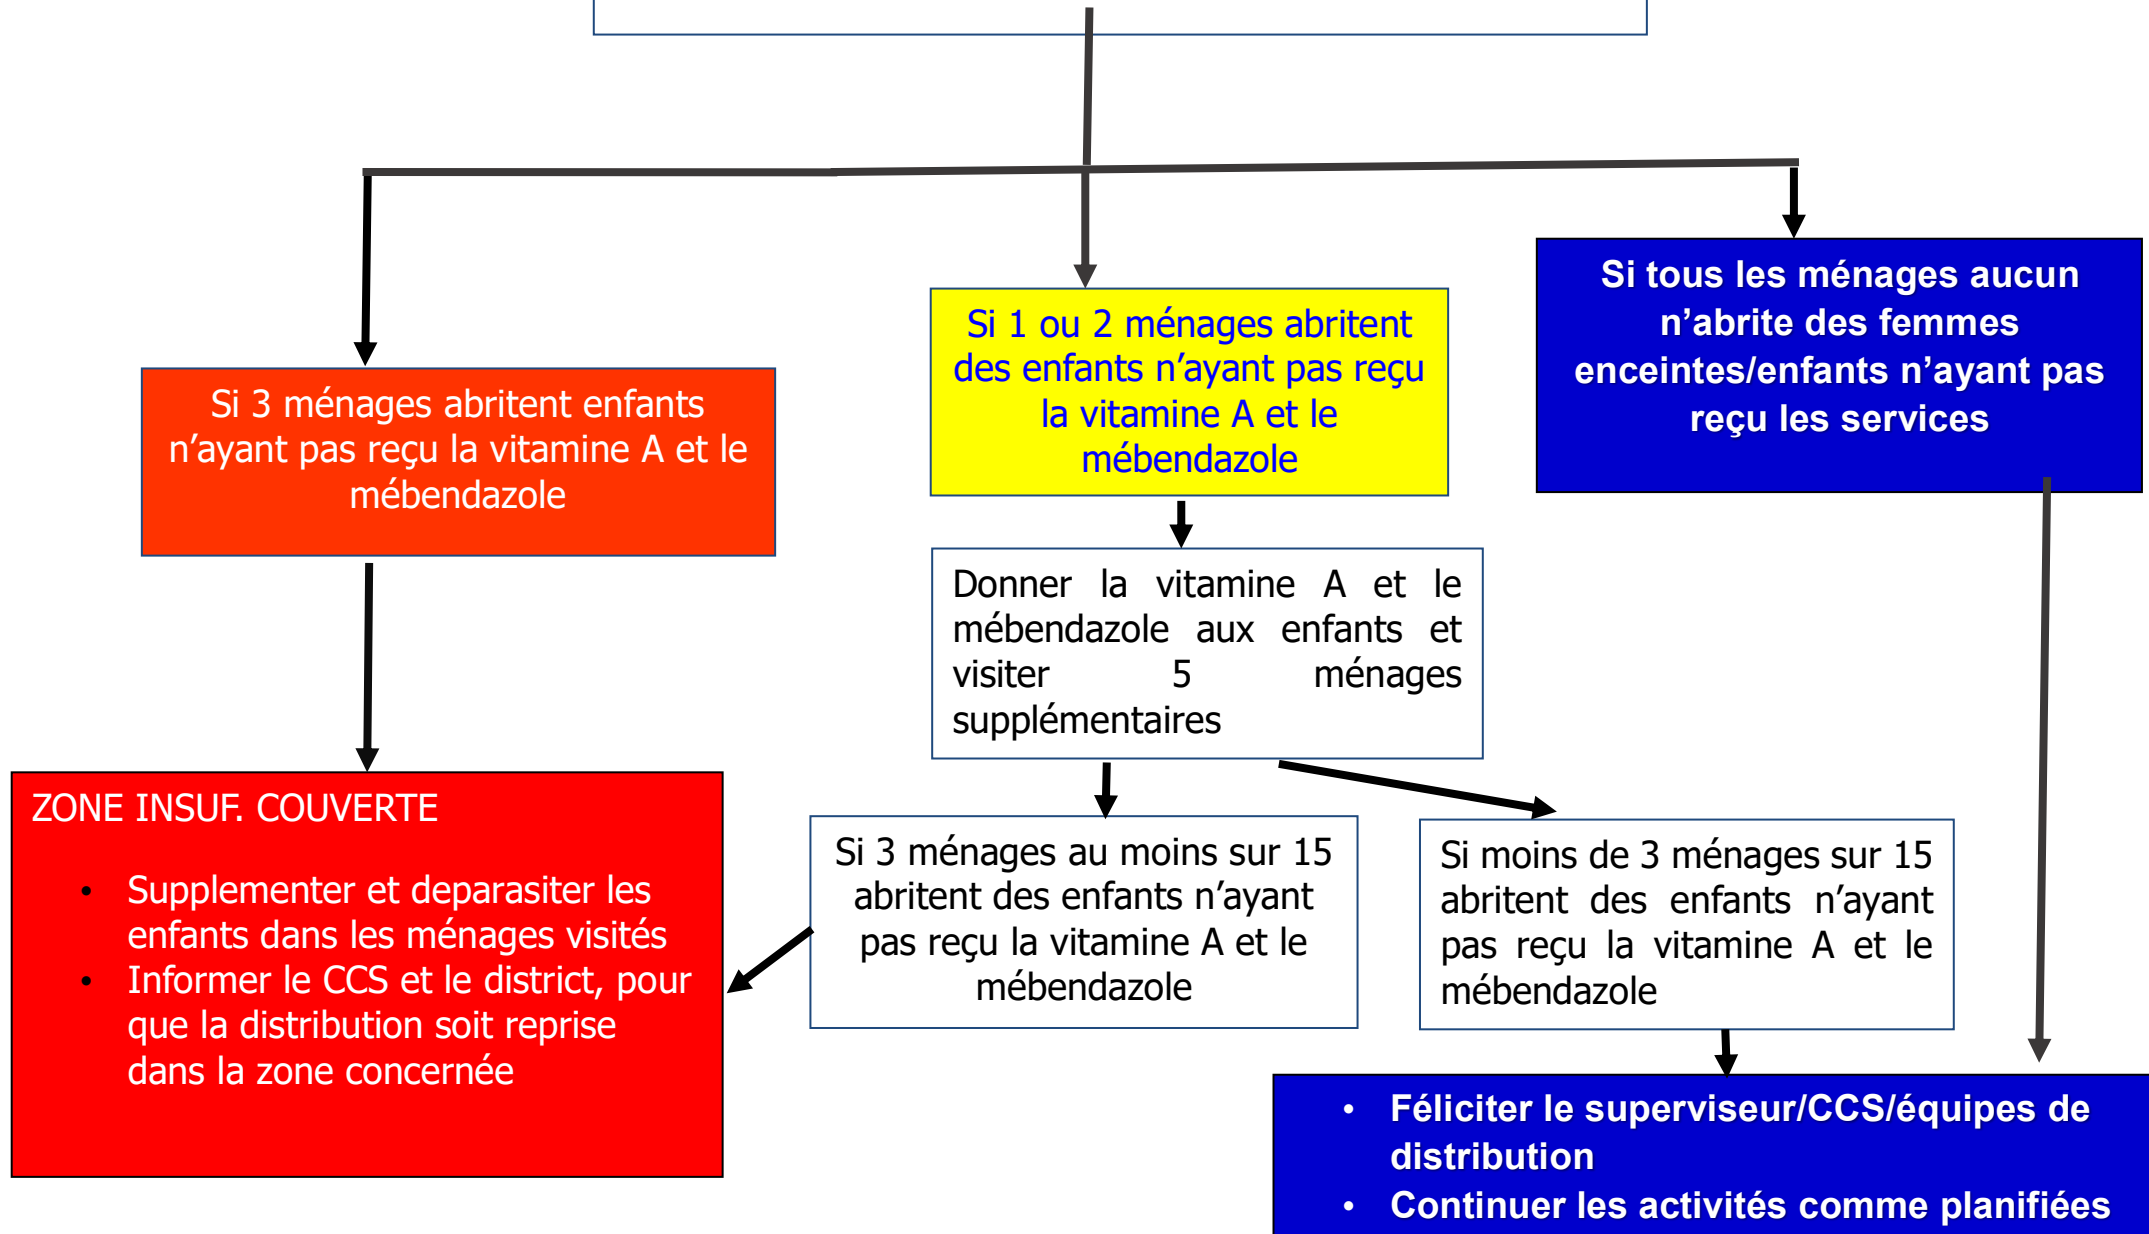 Si tous les ménages aucun
n’abrite des femmes
enceintes/enfants n’ayant pas
reçu les services
Si 1 ou 2 ménages abritent
des enfants n’ayant pas reçu
la vitamine A et le
mébendazole
Si 3 ménages abritent enfants
n’ayant pas reçu la vitamine A et le
mébendazole
Donner la vitamine A et le
mébendazole aux enfants et
visiter 5 ménages
supplémentaires
ZONE INSUF. COUVERTE
• Supplementer et deparasiter les
enfants dans les ménages visités
• Informer le CCS et le district, pour
que la distribution soit reprise
dans la zone concernée
Si 3 ménages au moins sur 15
abritent des enfants n’ayant
pas reçu la vitamine A et le
mébendazole
Si moins de 3 ménages sur 15
abritent des enfants n’ayant
pas reçu la vitamine A et le
mébendazole
• Féliciter le superviseur/CCS/équipes de
distribution
• Continuer les activités comme planifiées